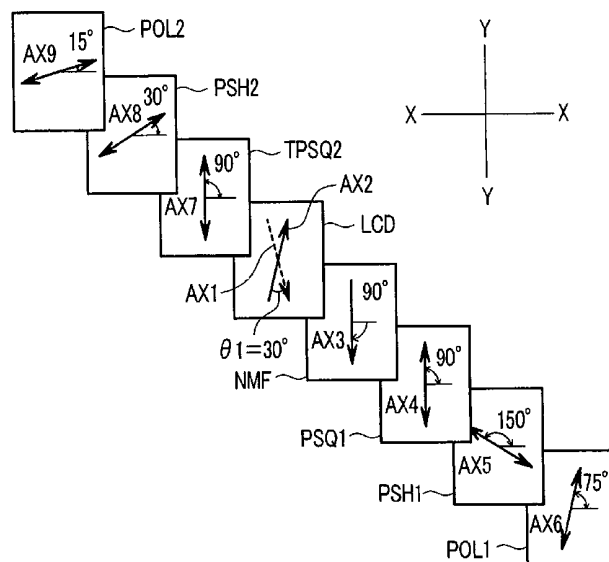 POL2
AX9
15°
PSH2
AX8
30°
Y
X
X
Y
TPSQ2
90°
AX7
AX2
LCD
AX1
θ1=30°
90°
AX3
NMF
90°
AX4
PSQ1
150°
AX5
PSH1
75°
AX6
POL1